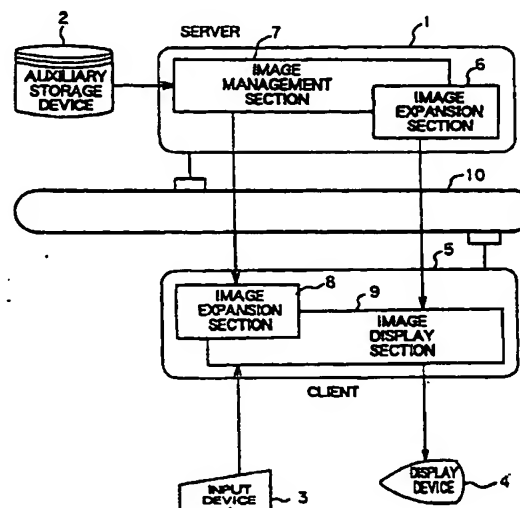 2
SERVER
7
1
AUXILIARY
STORAGE
DEVICE
IMAGE
MANAGEMENT
SECTION
6
IMAGE
EXPANSION
SECTION
10
5
8
IMAGE
EXPANSION
SECTION
9
IMAGE
DISPLAY
SECTION
CLIENT
INPUT
DEVICE
3
DISPLAY
DEVICE
4